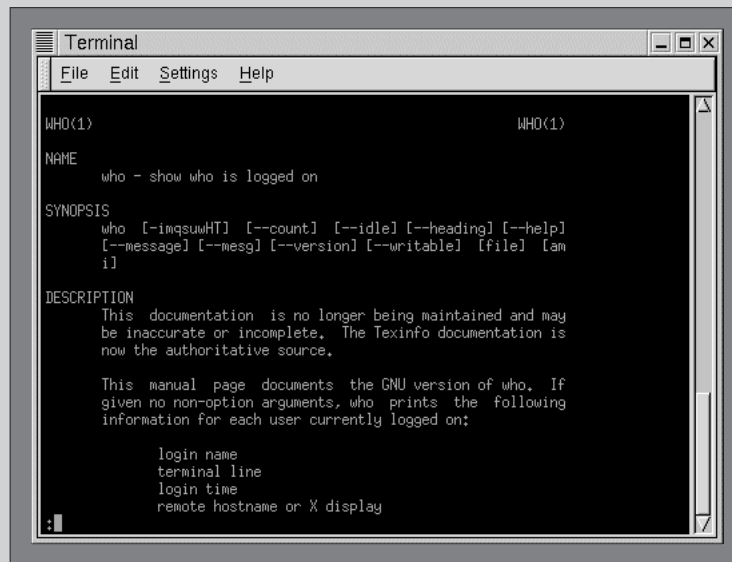 Terminal
File Edit Settings Help
WHO(1) WHO(1)
NAME
who - show who is logged on
SYNOPSIS
who [-imqsuwHT] [--count] [--idle] [--heading] [--help]
[--message] [--mesg] [--version] [--writable] [file] [am
i]
DESCRIPTION
This documentation is no longer being maintained and may
be inaccurate or incomplete. The Texinfo documentation is
now the authoritative source.
This manual page documents the GNU version of who. If
given no non-option arguments, who prints the following
information for each user currently logged on:
login name
terminal line
login time
remote hostname or X display
: